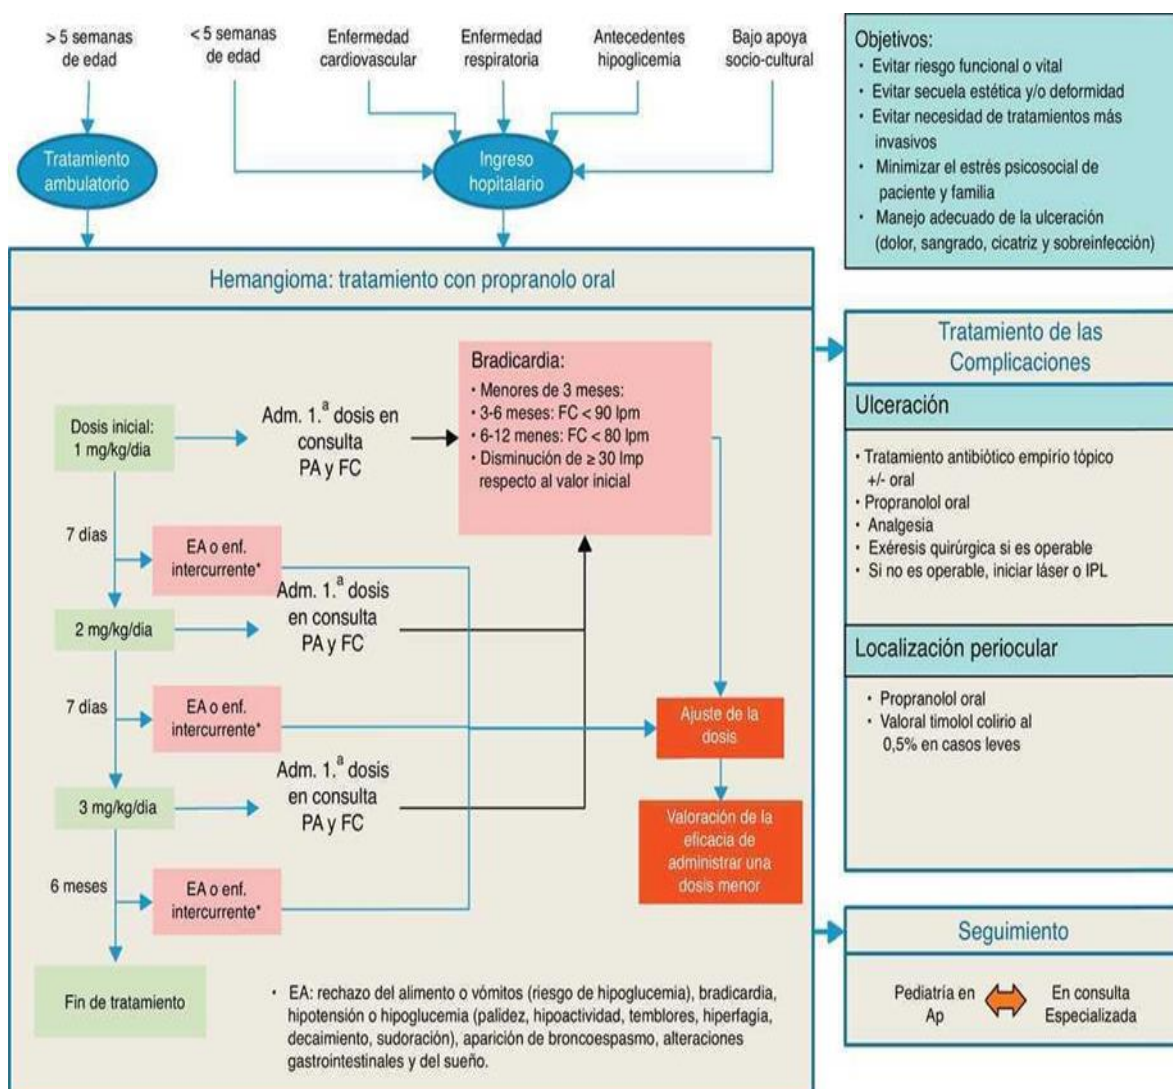 > 5 semanas
de edad
< 5 semanas
de edad
Enfermedad
cardiovascular
Enfermedad
respiratoria
Antecedentes
hipoglicemia
Bajo apoya
socio-cultural
Tratamiento
ambulatorio
Ingreso
hopitalario
Objetivos:
• Evitar riesgo funcional o vital
• Evitar secuela estética y/o deformidad
• Evitar necesidad de tratamientos más
invasivos
• Minimizar el estrés psicosocial de
paciente y familia
• Manejo adecuado de la ulceración
(dolor, sangrado, cicatriz y sobreinfección)
Hemangioma: tratamiento con propranolo oral
Dosis inicial:
1 mg/kg/dia
Adm. 1.ª dosis en
consulta
PA y FC
Bradicardia:
• Menores de 3 meses:
• 3-6 meses: FC < 90 lpm
• 6-12 menes: FC < 80 lpm
• Disminución de ≥ 30 lmp
respecto al valor inicial
7 días
EA o enf.
intercurrente*
2 mg/kg/dia
Adm. 1.ª dosis
en consulta
PA y FC
7 días
EA o enf.
intercurrente*
3 mg/kg/dia
Adm. 1.ª dosis
en consulta
PA y FC
6 meses
EA o enf.
intercurrente*
Fin de tratamiento
Ajuste de la
dosis
Valoración de la
eficacia de
administrar una
dosis menor
• EA: rechazo del alimento o vómitos (riesgo de hipoglucemia), bradicardia,
hipotensión o hipoglucemia (palidez, hipoactividad, temblores, hiperfagia,
decaimiento, sudoración), aparición de broncoespasmo, alteraciones
gastrointestinales y del sueño.
Tratamiento de las
Complicaciones
Ulceración
• Tratamiento antibiótico empírio tópico
+/- oral
• Propranolol oral
• Analgesia
• Exéresis quirúrgica si es operable
• Si no es operable, iniciar láser o IPL
Localización periocular
• Propranolol oral
• Valoral timolol colirio al
0,5% en casos leves
Seguimiento
Pediatría en
Ap
En consulta
Especializada